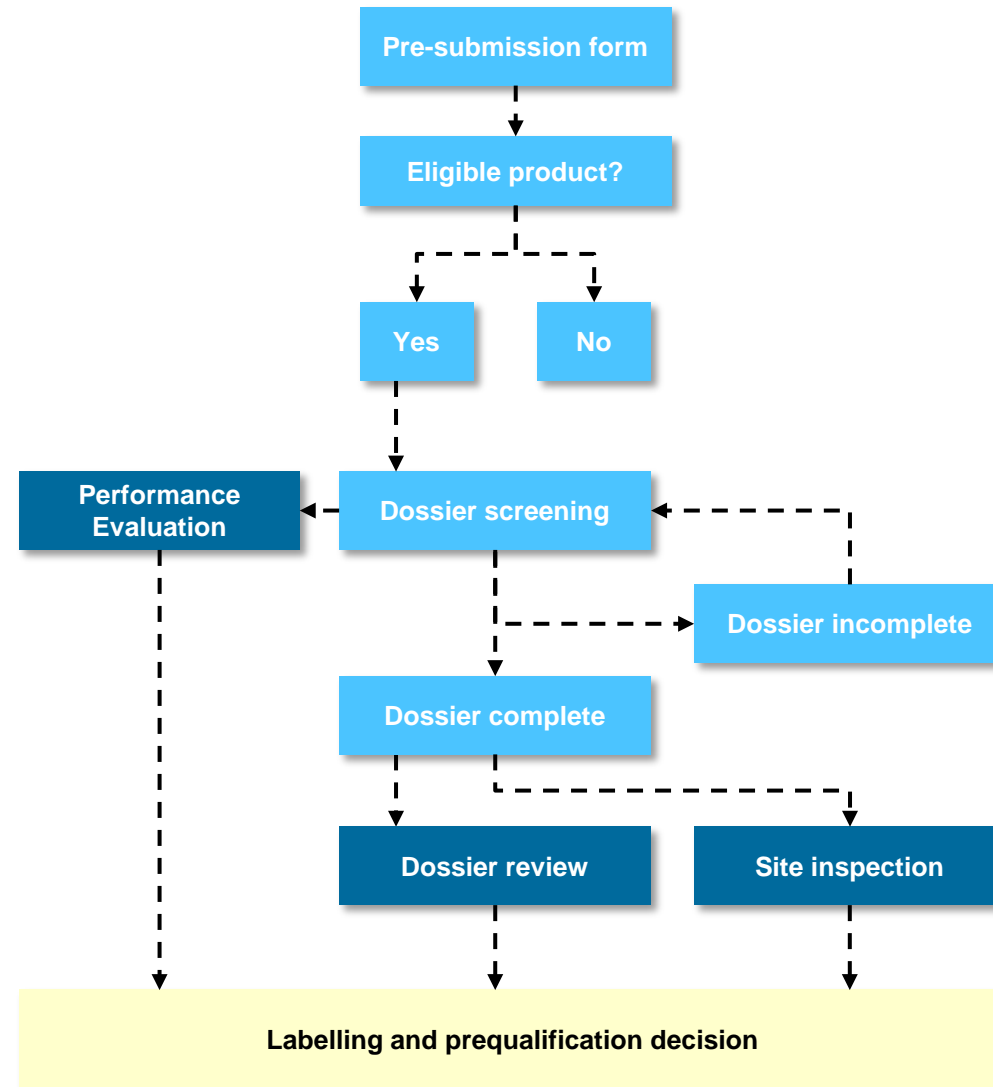 Pre-submission form
Eligible product?
Yes
No
Performance
Evaluation
Dossier screening
Dossier incomplete
Dossier complete
Dossier review
Site inspection
Labelling and prequalification decision